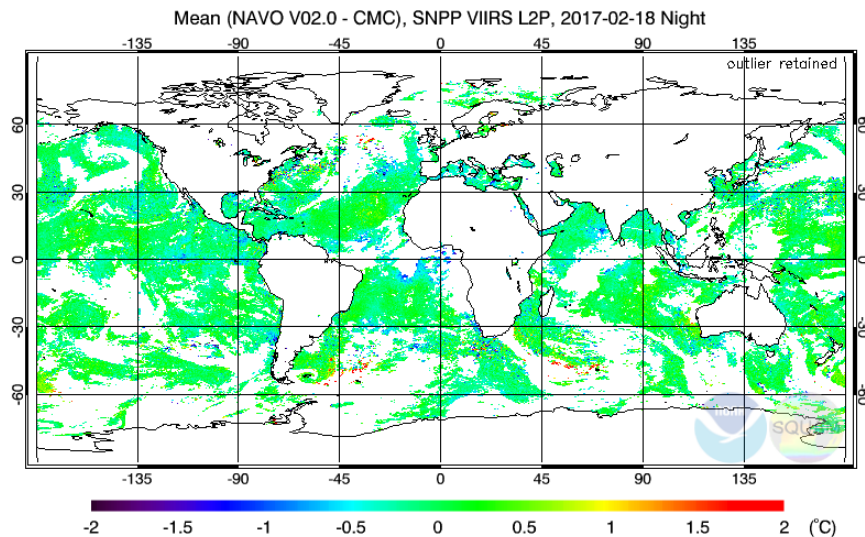 Mean (NAVO V02.0 - CMC), SNPP VIIRS L2P, 2017-02-18 Night
-135 -90 -45 0 45 90 135
outlier retained
60 60
30 30
0 0
-30 -30
-60 -60
NOAA SQUAM
-135 -90 -45 0 45 90 135
-2 -1.5 -1 -0.5 0 0.5 1 1.5 2 (°C)